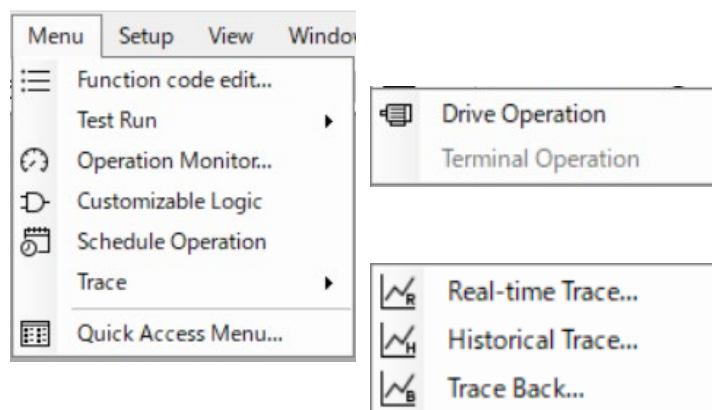 Menu Setup View Windo
Function code edit...
Test Run
Operation Monitor...
Customizable Logic
Schedule Operation
Trace
Quick Access Menu...
Drive Operation
Terminal Operation
Real-time Trace...
Historical Trace...
Trace Back...